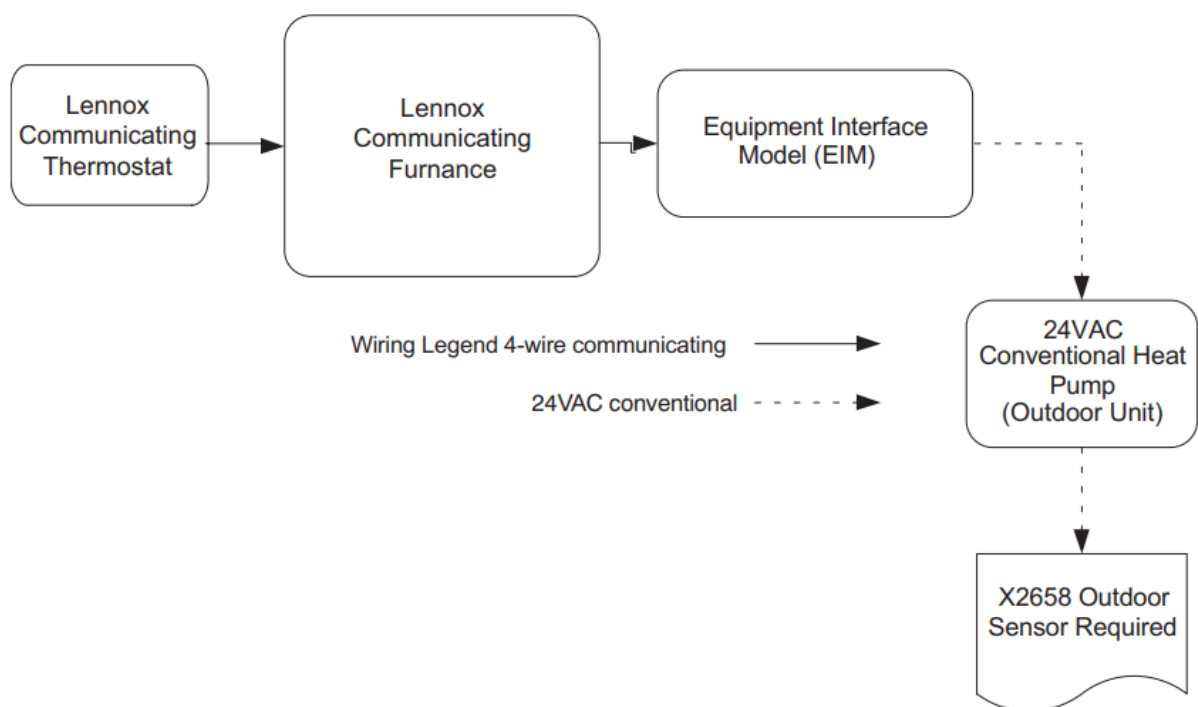 Lennox
Communicating
Thermostat
Lennox
Communicating
Furnance
Equipment Interface
Model (EIM)
Wiring Legend 4-wire communicating
24VAC conventional
24VAC
Conventional Heat
Pump
(Outdoor Unit)
X2658 Outdoor
Sensor Required